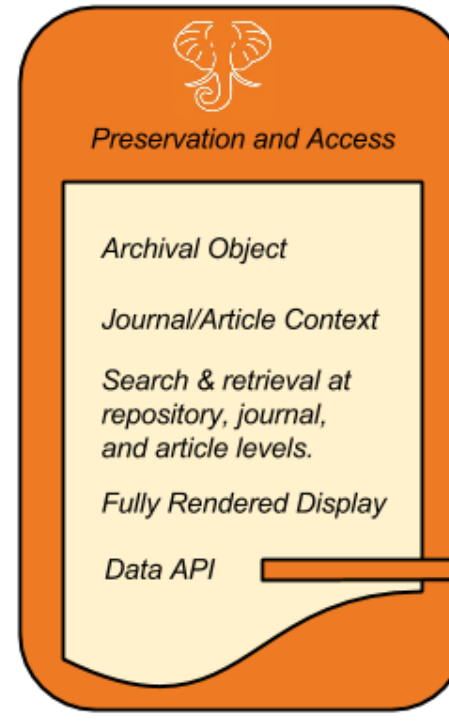 Preservation and Access
Archival Object
Journal/Article Context
Search & retrieval at
repository, journal,
and article levels.
Fully Rendered Display
Data API